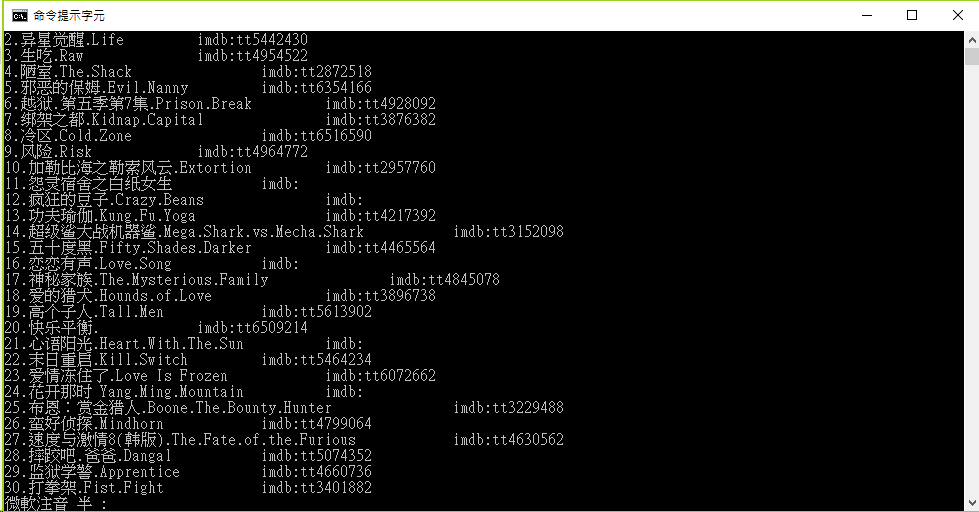 命令提示字元
2.异星觉醒.Life imdb:tt5442430
3.生吃.Raw imdb:tt4954522
4.陋室.The.Shack imdb:tt2872518
5.邪恶的保姆.Evil.Nanny imdb:tt6354166
6.越狱.第五季第7集.Prison.Break imdb:tt4928092
7.绑架之都.Kidnap.Capital imdb:tt3876382
8.冷区.Cold.Zone imdb:tt6516590
9.风险.Risk imdb:tt4964772
10.加勒比海之勒索风云.Extortion imdb:tt2957760
11.怨灵宿舍之白纸女生 imdb:
12.疯狂的豆子.Crazy.Beans imdb:
13.功夫瑜伽.Kung.Fu.Yoga imdb:tt4217392
14.超级鲨大战机器鲨.Mega.Shark.vs.Mecha.Shark imdb:tt3152098
15.五十度黑.Fifty.Shades.Darker imdb:tt4465564
16.恋恋有声.Love.Song imdb:
17.神秘家族.The.Mysterious.Family imdb:tt4845078
18.爱的猎犬.Hounds.of.Love imdb:tt3896738
19.高个子人.Tall.Men imdb:tt5613902
20.快乐平衡. imdb:tt6509214
21.心语阳光.Heart.With.The.Sun imdb:
22.末日重启.Kill.Switch imdb:tt5464234
23.爱情冻住了.Love Is Frozen imdb:tt6072662
24.花开那时 Yang.Ming.Mountain imdb:
25.布恩：赏金猎人.Boone.The.Bounty.Hunter imdb:tt3229488
26.蛮好侦探.Mindhorn imdb:tt4799064
27.速度与激情8(韩版).The.Fate.of.the.Furious imdb:tt4630562
28.摔跤吧.爸爸.Dangal imdb:tt5074352
29.监狱学警.Apprentice imdb:tt4660736
30.打拳架.Fist.Fight imdb:tt3401882
微軟注音 半 :